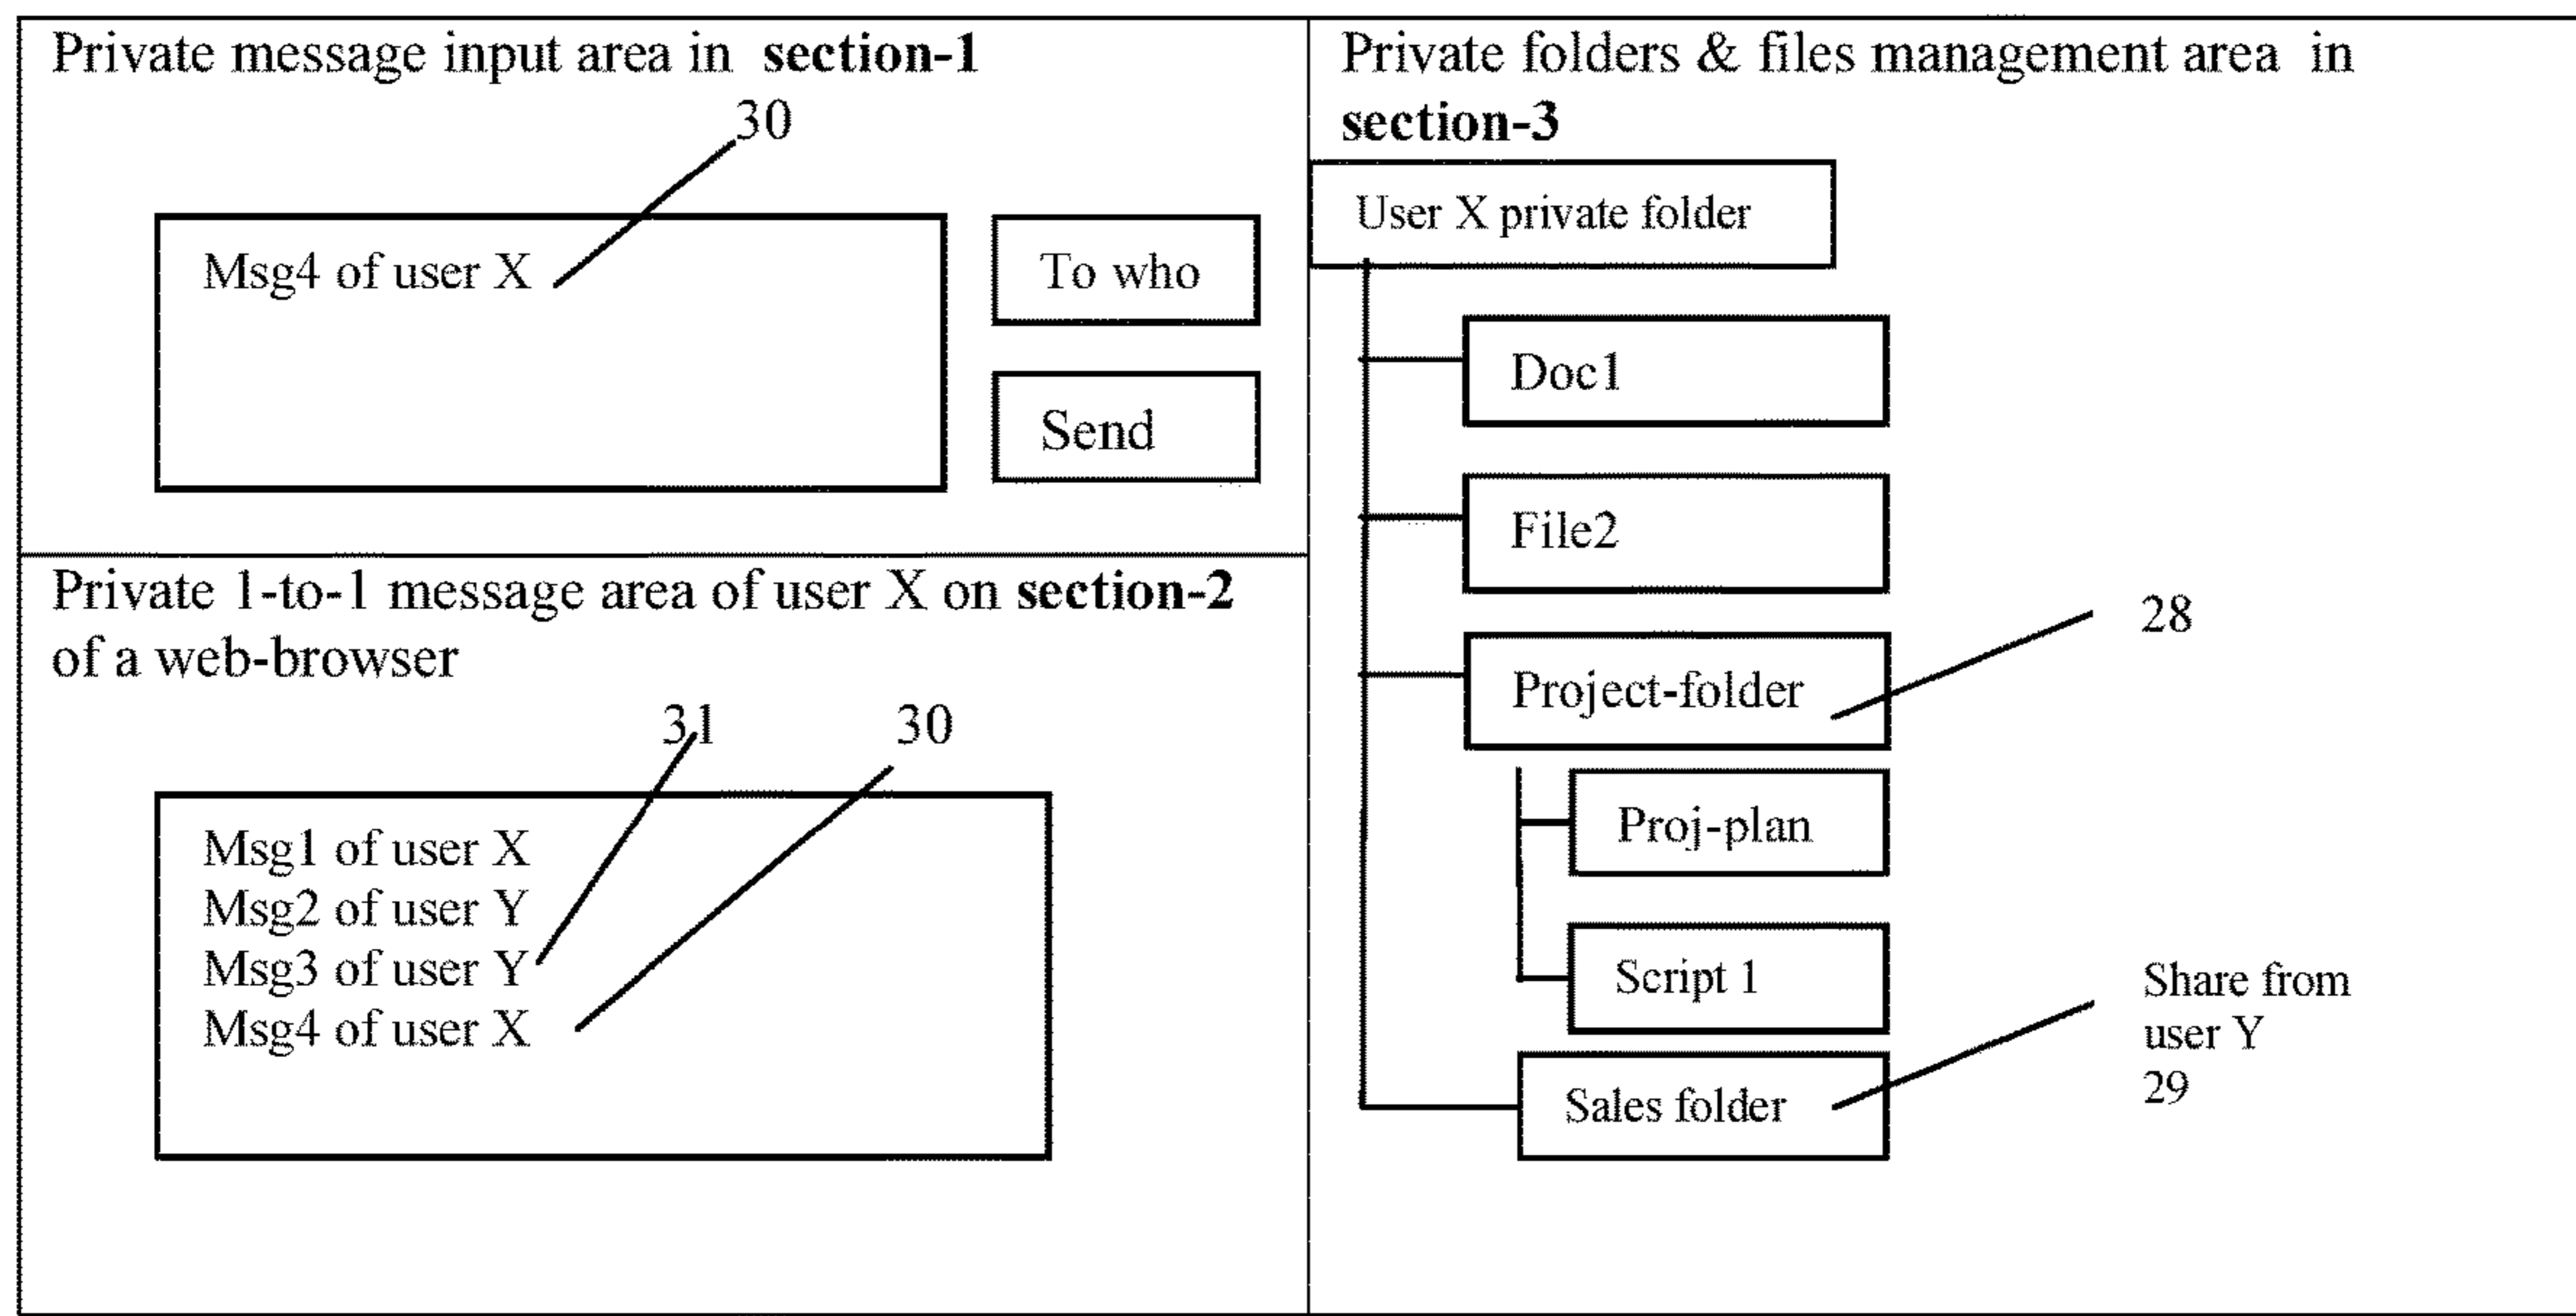 Private message input area in section-1
30
Msg4 of user X
To who
Send
Private 1-to-1 message area of user X on section-2
of a web-browser
31
30
Msg1 of user X
Msg2 of user Y
Msg3 of user Y
Msg4 of user X
Private folders & files management area in
section-3
User X private folder
Doc1
File2
Project-folder
28
Proj-plan
Script 1
Sales folder
Share from
user Y
29